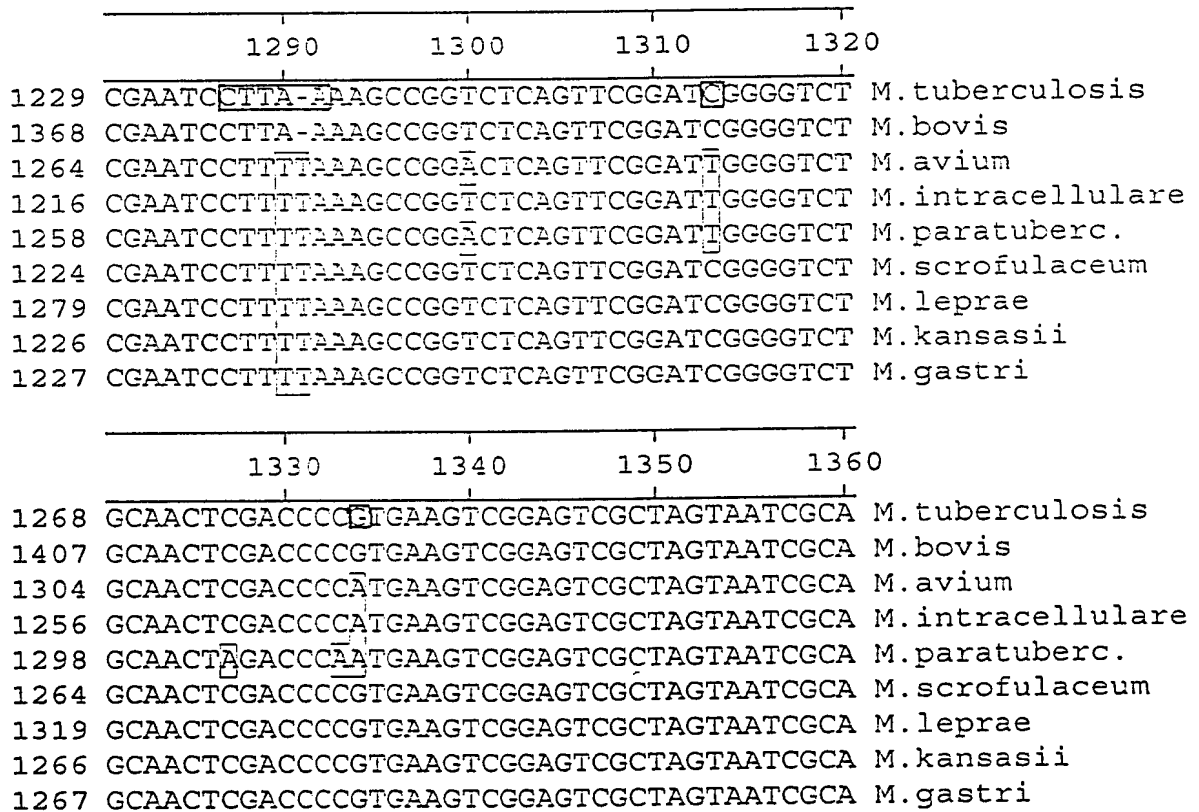 1290 1300 1310 1320
1229 CGAATCCTTA-AAAGCCGGTCTCAGTTCGGATCGGGGTCT M.tuberculosis
1368 CGAATCCTTA-AAAGCCGGTCTCAGTTCGGATCGGGGTCT M.bovis
1264 CGAATCCTTTTAAAGCCGGACTCAGTTCGGATTGGGGTCT M.avium
1216 CGAATCCTTTTAAAGCCGGTCTCAGTTCGGATTGGGGTCT M.intracellulare
1258 CGAATCCTTTTAAAGCCGGACTCAGTTCGGATTGGGGTCT M.paratuberc.
1224 CGAATCCTTTTAAAGCCGGTCTCAGTTCGGATCGGGGTCT M.scrofulaceum
1279 CGAATCCTTTTAAAGCCGGTCTCAGTTCGGATCGGGGTCT M.leprae
1226 CGAATCCTTTTAAAGCCGGTCTCAGTTCGGATCGGGGTCT M.kansasii
1227 CGAATCCTTTTAAAGCCGGTCTCAGTTCGGATCGGGGTCT M.gastri
1330 1340 1350 1360
1268 GCAACTCGACCCCGTGAAGTCGGAGTCGCTAGTAATCGCA M.tuberculosis
1407 GCAACTCGACCCCGTGAAGTCGGAGTCGCTAGTAATCGCA M.bovis
1304 GCAACTCGACCCCATGAAGTCGGAGTCGCTAGTAATCGCA M.avium
1256 GCAACTCGACCCCATGAAGTCGGAGTCGCTAGTAATCGCA M.intracellulare
1298 GCAACTAGACCCAATGAAGTCGGAGTCGCTAGTAATCGCA M.paratuberc.
1264 GCAACTCGACCCCGTGAAGTCGGAGTCGCTAGTAATCGCA M.scrofulaceum
1319 GCAACTCGACCCCGTGAAGTCGGAGTCGCTAGTAATCGCA M.leprae
1266 GCAACTCGACCCCGTGAAGTCGGAGTCGCTAGTAATCGCA M.kansasii
1267 GCAACTCGACCCCGTGAAGTCGGAGTCGCTAGTAATCGCA M.gastri